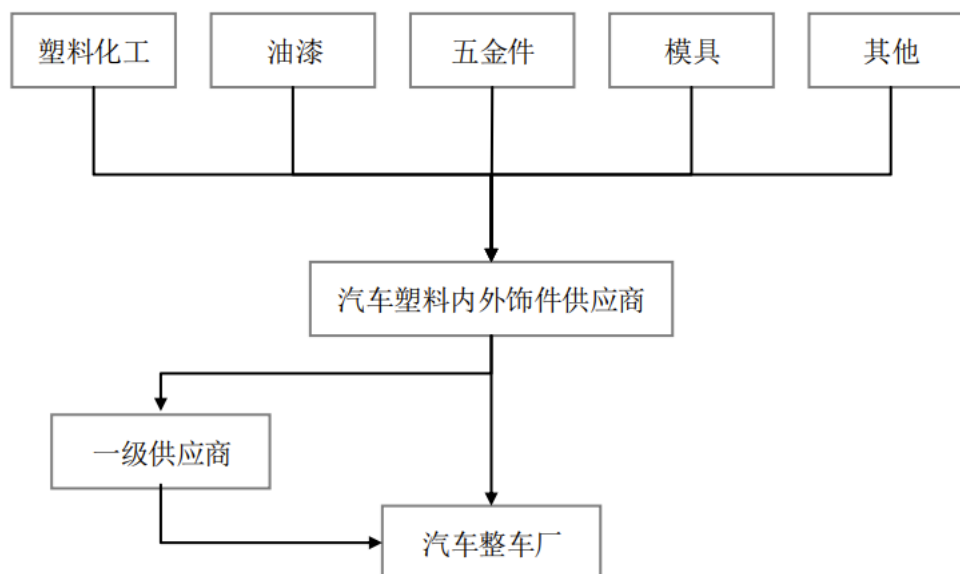 塑料化工
油漆
五金件
模具
其他
汽车塑料内外饰件供应商
一级供应商
汽车整车厂